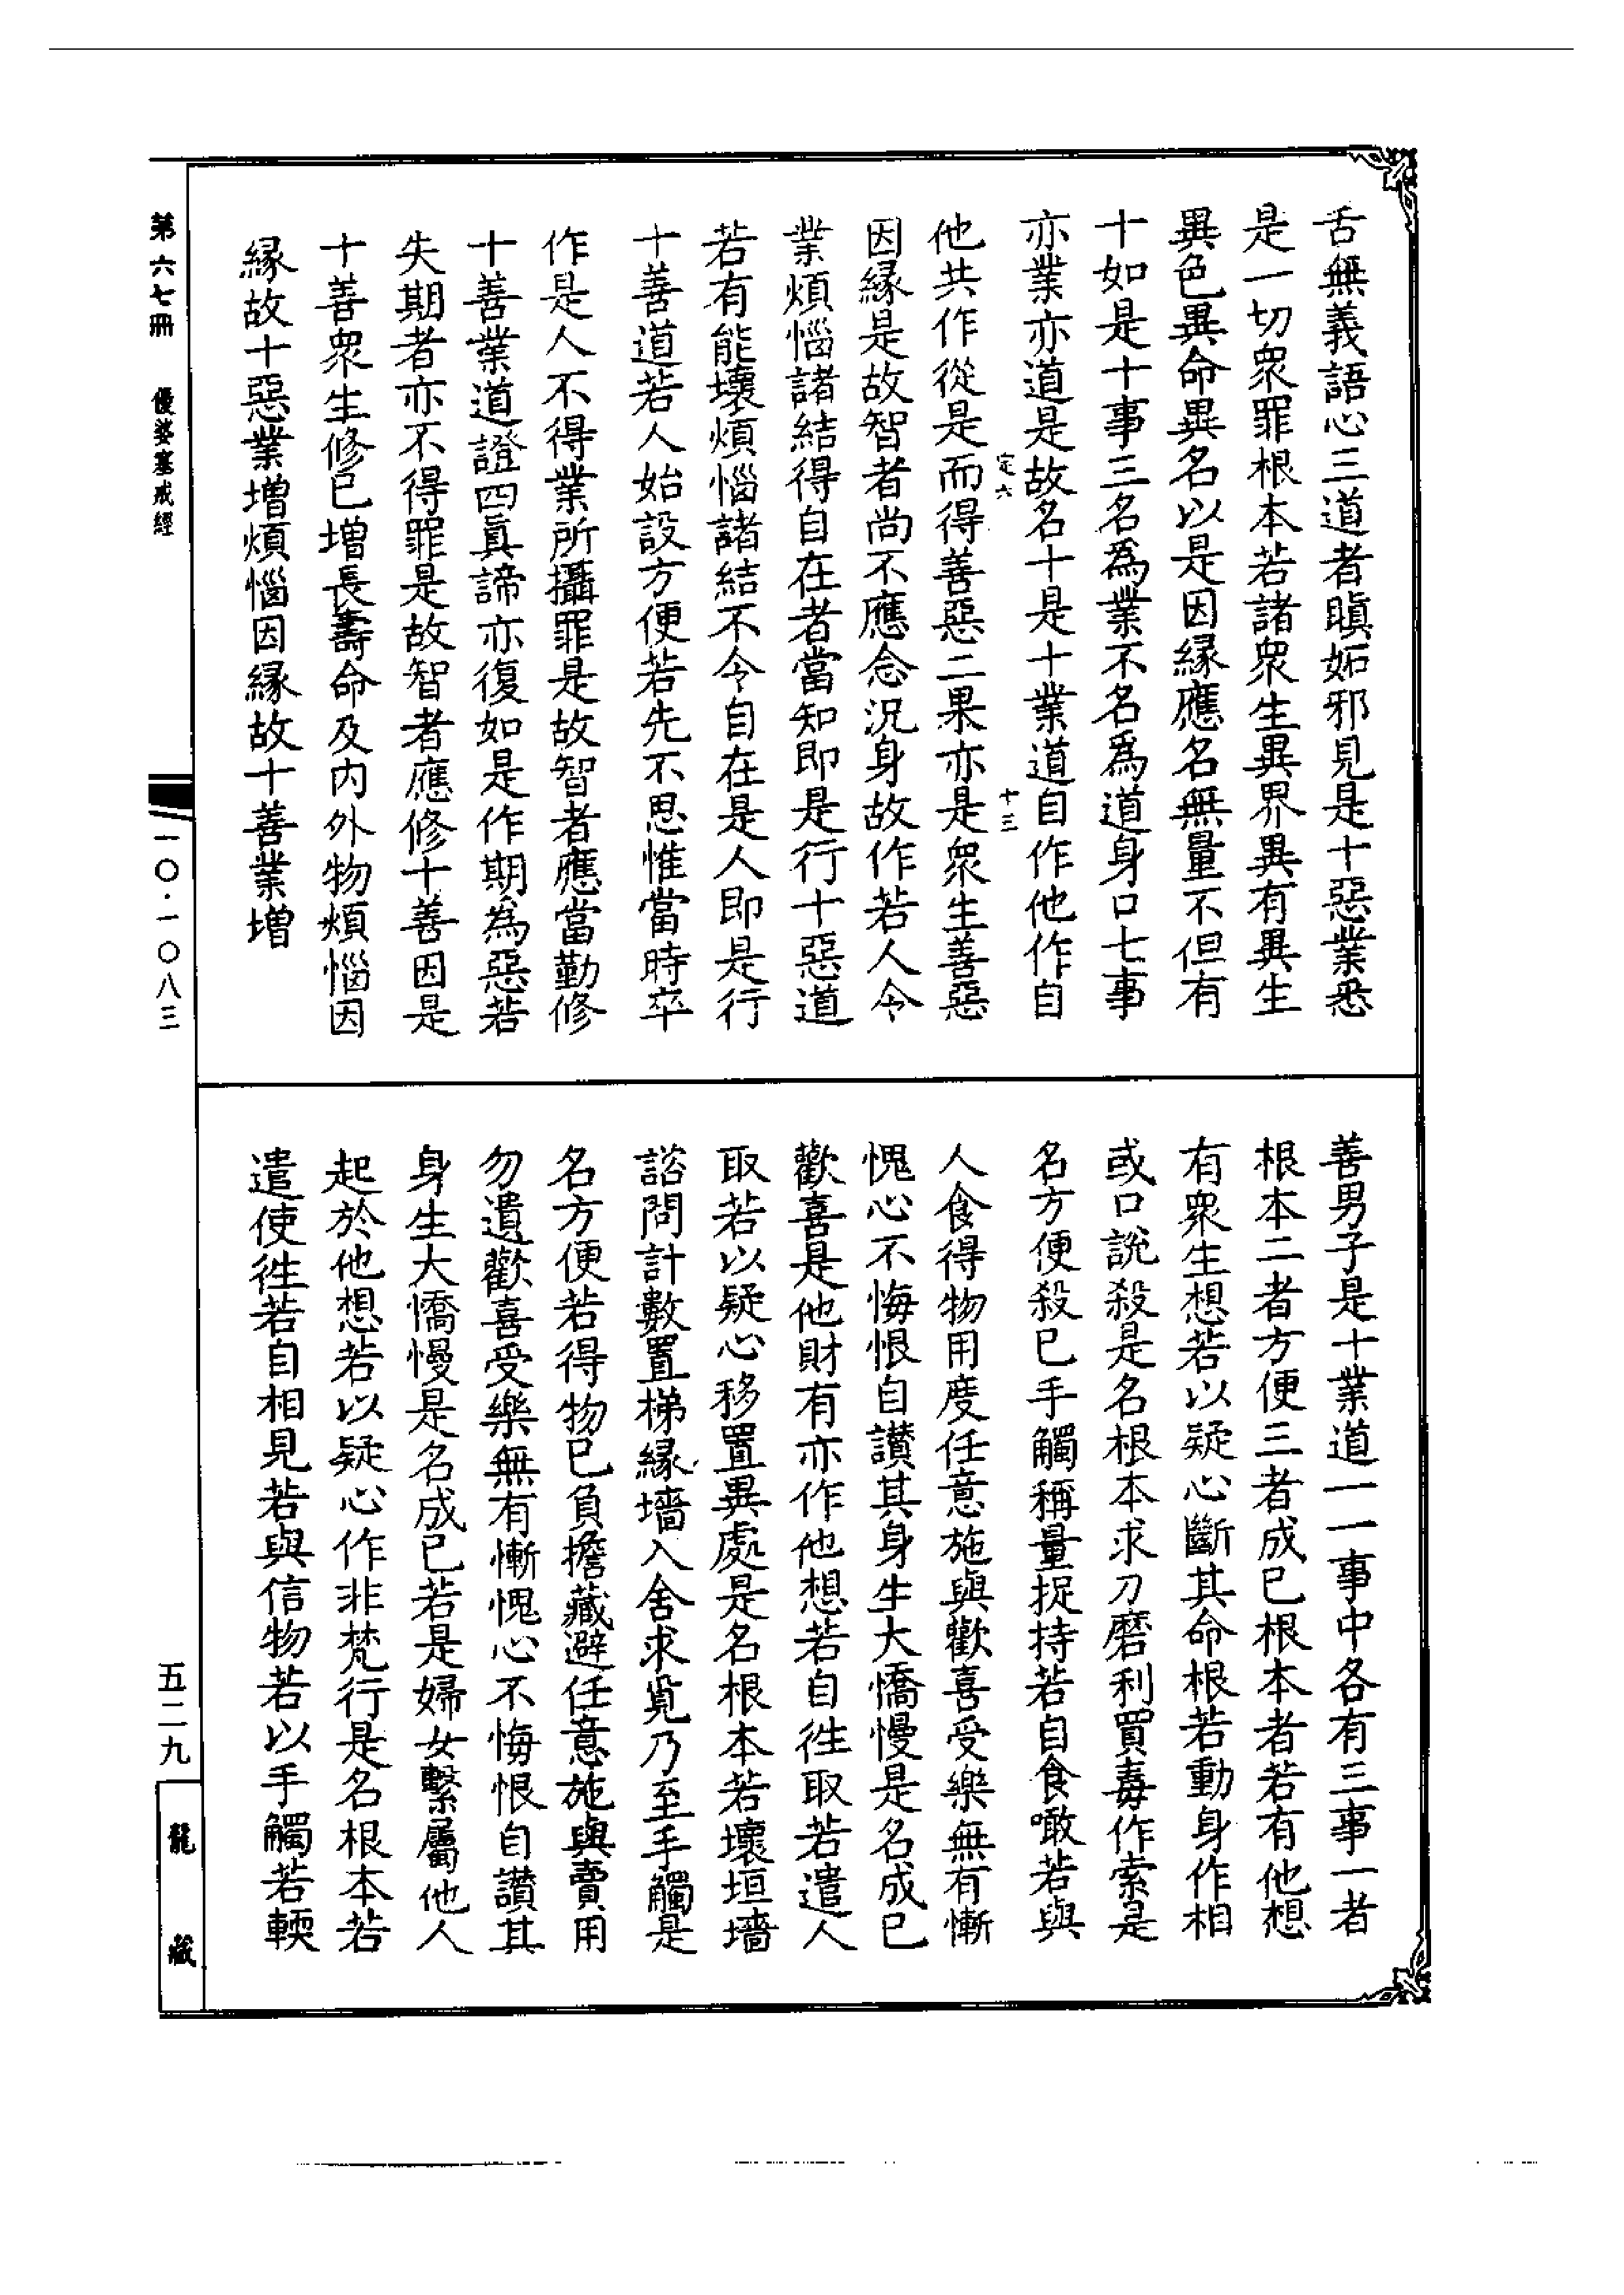 舌無義語心三道者瞋妬邪見是十惡業悉
是一切衆罪根本若諸衆生異界異有異生
異色異命異名以是因緣應名無量不但有
十如是十事三名爲業不名爲道身口七事
亦業亦道是故名十是十業道自作他作自
定六
十三
他共作從是而得善惡二果亦是衆生善惡
因緣是故智者尚不應念況身故作若人令
業煩惱諸結得自在者當知即是行十惡道
若有能壞煩惱諸結不令自在是人即是行
十善道若人始設方便若先不思惟當時卒
作是人不得業所攝罪是故智者應當勤修
十善業道證四真諦亦復如是作期為惡若
失期者亦不得罪是故智者應修十善因是
十善衆生修已增長壽命及內外物煩惱因
緣故十惡業增煩惱因緣故十善業增
善男子是十業道一一事中各有三事一者
根本二者方便三者成已根本者若有他想
有衆生想若以疑心斷其命根若動身作相
或口說殺是名根本求刀磨利買毒作索是
名方便殺已手觸稱量捉持若自食噉若與
人食得物用度任意施與歡喜受樂無有慚
愧心不悔恨自讃其身生大憍慢是名成已
歡喜是他財有亦作他想若自往取若遣人
取若以疑心移置異處是名根本若壞垣墻
諮問計數置梯緣墻入舍求覓乃至手觸是
名方便若得物已負擔藏避任意施與賣用
勿遺歡喜受樂無有慚愧心不悔恨自讃其
身生大憍慢是名成已若是婦女繫屬他人
起於他想若以疑心作非梵行是名根本若
遣使往若自相見若與信物若以手觸若輭
第六七冊　優婆塞戒經
一〇·一〇八三
五二九
龍藏